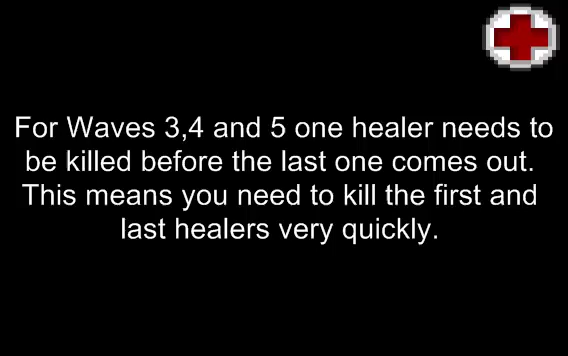 For Waves 3,4 and 5 one healer needs to
be killed before the last one comes out.
This means you need to kill the first and
last healers very quickly.